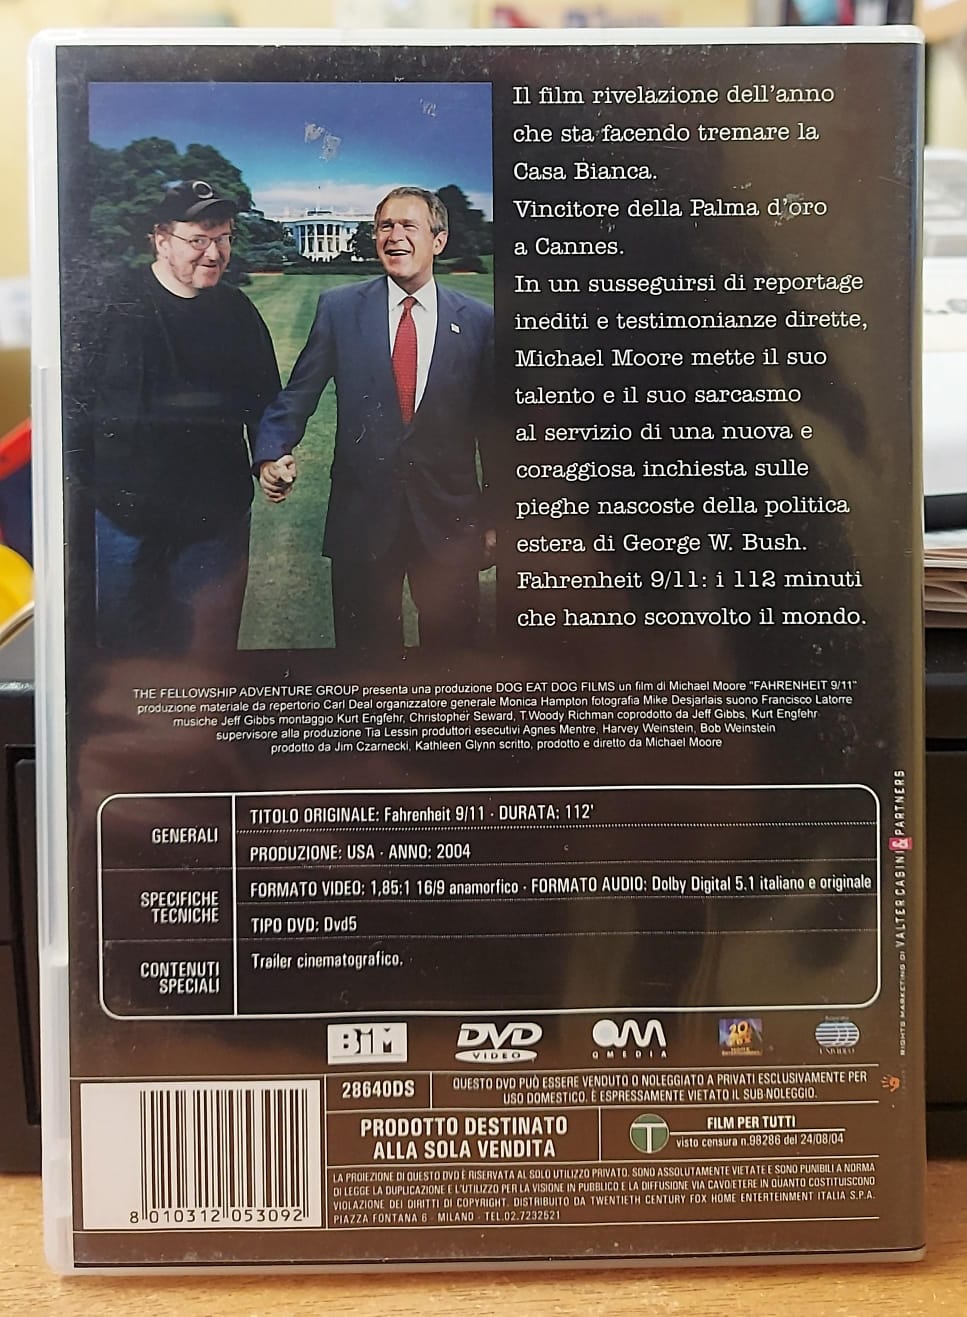 Il film rivelazione dell'anno
che sta facendo tremare la
Casa Bianca.
Vincitore della Palma d'oro
a Cannes.
In un susseguirsi di reportage
inediti e testimonianze dirette,
Michael Moore mette il suo
talento e il suo sarcasmo
al servizio di una nuova e
coraggiosa inchiesta sulle
pieghe nascoste della politica
estera di George W. Bush.
Fahrenheit 9/11: i 112 minuti
che hanno sconvolto il mondo.
THE FELLOWSHIP ADVENTURE GROUP presenta una produzione DOG EAT DOG FILMS un film di Michael Moore "FAHRENHEIT 9/11"
produzione materiale da repertorio Carl Deal organizzatore generale Monica Hampton fotografia Mike Desjarlais suono Francisco Latorre
musiche Jeff Gibbs montaggio Kurt Engfehr, Christopher Seward, T.Woody Richman coprodotto da Jeff Gibbs, Kurt Engfehr
supervisore alla produzione Tia Lessin produttori esecutivi Agnes Mentre, Harvey Weinstein, Bob Weinstein
prodotto da Jim Czarnecki, Kathleen Glynn scritto, prodotto e diretto da Michael Moore
GENERALI
TITOLO ORIGINALE: Fahrenheit 9/11 · DURATA: 112'
PRODUZIONE: USA · ANNO: 2004
SPECIFICHE
TECNICHE
FORMATO VIDEO: 1,85:1 16/9 anamorfico · FORMATO AUDIO: Dolby Digital 5.1 italiano e originale
TIPO DVD: Dvd5
CONTENUTI
SPECIALI
Trailer cinematografico.
RIGHTS MARKETING DI VALTERCASINI & PARTNERS
BIM
DVD
VIDEO
QM
QMEDIA
20
FOX
UNIVIDEO
28640DS
QUESTO DVD PUÒ ESSERE VENDUTO O NOLEGGIATO A PRIVATI ESCLUSIVAMENTE PER
USO DOMESTICO. È ESPRESSAMENTE VIETATO IL SUB-NOLEGGIO.
PRODOTTO DESTINATO
ALLA SOLA VENDITA
T
FILM PER TUTTI
visto censura n.98286 del 24/08/04
LA PROIEZIONE DI QUESTO DVD È RISERVATA AL SOLO UTILIZZO PRIVATO. SONO ASSOLUTAMENTE VIETATE E SONO PUNIBILI A NORMA
DI LEGGE LA DUPLICAZIONE E L'UTILIZZO PER LA VISIONE IN PUBBLICO E LA DIFFUSIONE VIA CAVO/ETERE IN QUANTO COSTITUISCONO
VIOLAZIONE DEI DIRITTI DI COPYRIGHT. DISTRIBUITO DA TWENTIETH CENTURY FOX HOME ENTERTEINMENT ITALIA S.P.A.
PIAZZA FONTANA 6 - MILANO - TEL.02.7232521
8 010312 053092